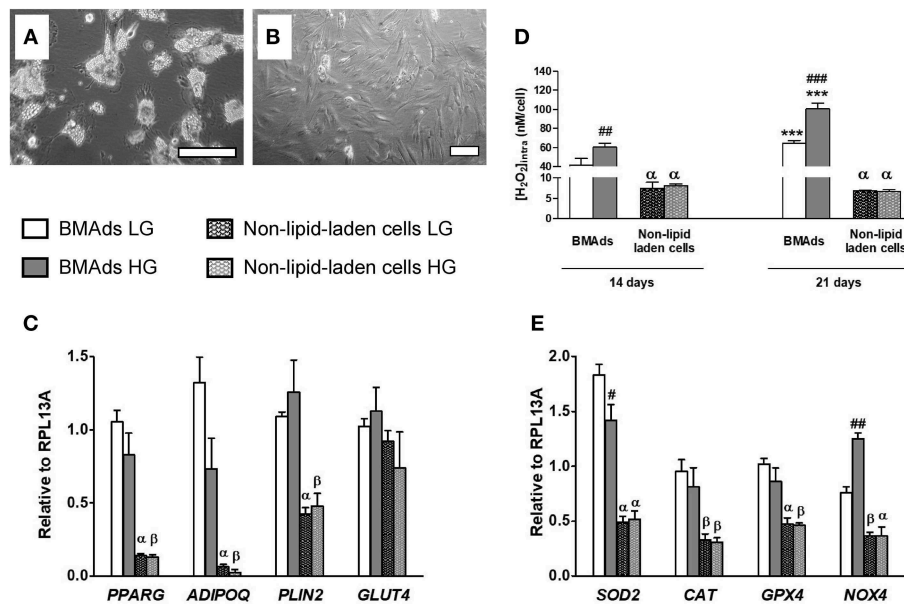 A
B
BMAds LG
Non-lipid-laden cells LG
BMAds HG
Non-lipid-laden cells HG
D
[H₂O₂]intra (nM/cell)
140
120
100
80
60
40
10
5
0
##
α α
###
***
***
α α
BMAds
Non-lipid
laden cells
BMAds
Non-lipid
laden cells
14 days
21 days
C
Relative to RPL13A
1.5
1.0
0.5
0.0
α β
α β
α β
PPARG ADIPOQ PLIN2 GLUT4
E
Relative to RPL13A
2.0
1.5
1.0
0.5
0.0
#
α α
β β
α β
##
β α
SOD2 CAT GPX4 NOX4